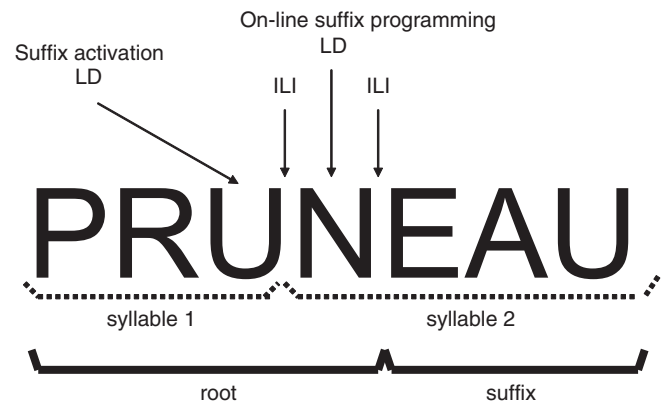 On-line suffix programming
LD
Suffix activation
LD
ILI
ILI
PRUNEAU
syllable 1
syllable 2
root
suffix